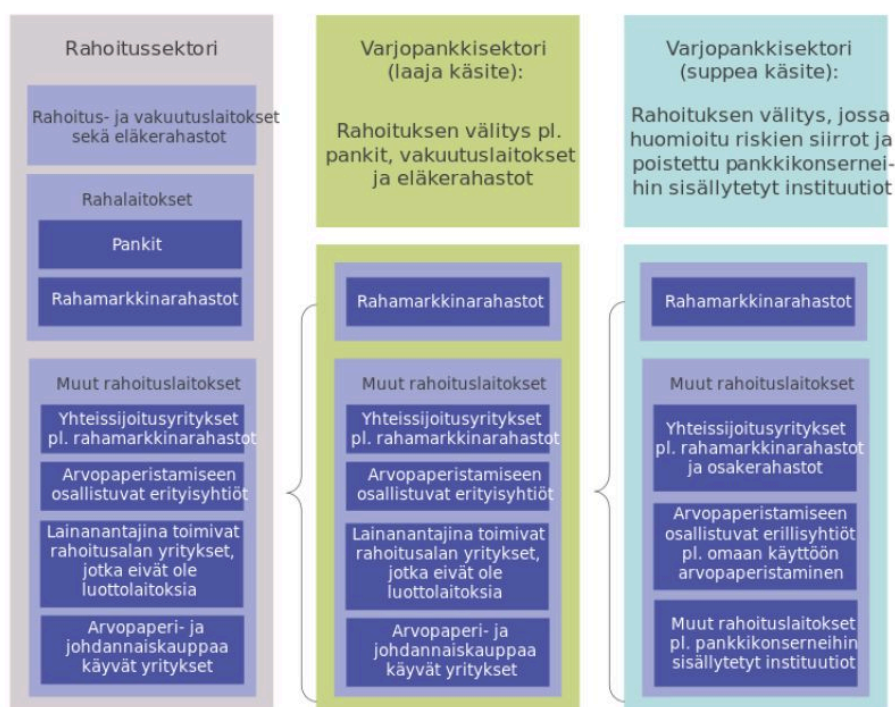 Rahoitussektori
Rahoitus- ja vakuutuslaitokset
sekä eläkerahastot
Rahalaitokset
Pankit
Rahamarkkinarahastot
Muut rahoituslaitokset
Yhteissijoitusyritykset
pl. rahamarkkinarahastot
Arvopaperistamiseen
osallistuvat erityisyhtiöt
Lainanantajina toimivat
rahoitusalan yritykset,
jotka eivät ole
luottolaitoksia
Arvopaperi- ja
johdannaiskauppaa
käyvät yritykset
Varjopankkisektori
(laaja käsite):
Rahoituksen välitys pl.
pankit, vakuutuslaitokset
ja eläkerahastot
Rahamarkkinarahastot
Muut rahoituslaitokset
Yhteissijoitusyritykset
pl. rahamarkkinarahastot
Arvopaperistamiseen
osallistuvat erityisyhtiöt
Lainanantajina toimivat
rahoitusalan yritykset,
jotka eivät ole
luottolaitoksia
Arvopaperi- ja
johdannaiskauppaa
käyvät yritykset
Varjopankkisektori
(suppea käsite):
Rahoituksen välitys, jossa
huomioitu riskien siirrot ja
poistettu pankkikonsernei-
hin sisällytetyt instituutiot
Rahamarkkinarahastot
Muut rahoituslaitokset
Yhteissijoitusyritykset
pl. rahamarkkinarahastot
ja osakerahastot
Arvopaperistamiseen
osallistuvat erillisyhtiöt
pl. omaan käyttöön
arvopaperistaminen
Muut rahoituslaitokset
pl. pankkikonserneihin
sisällytetyt instituutiot